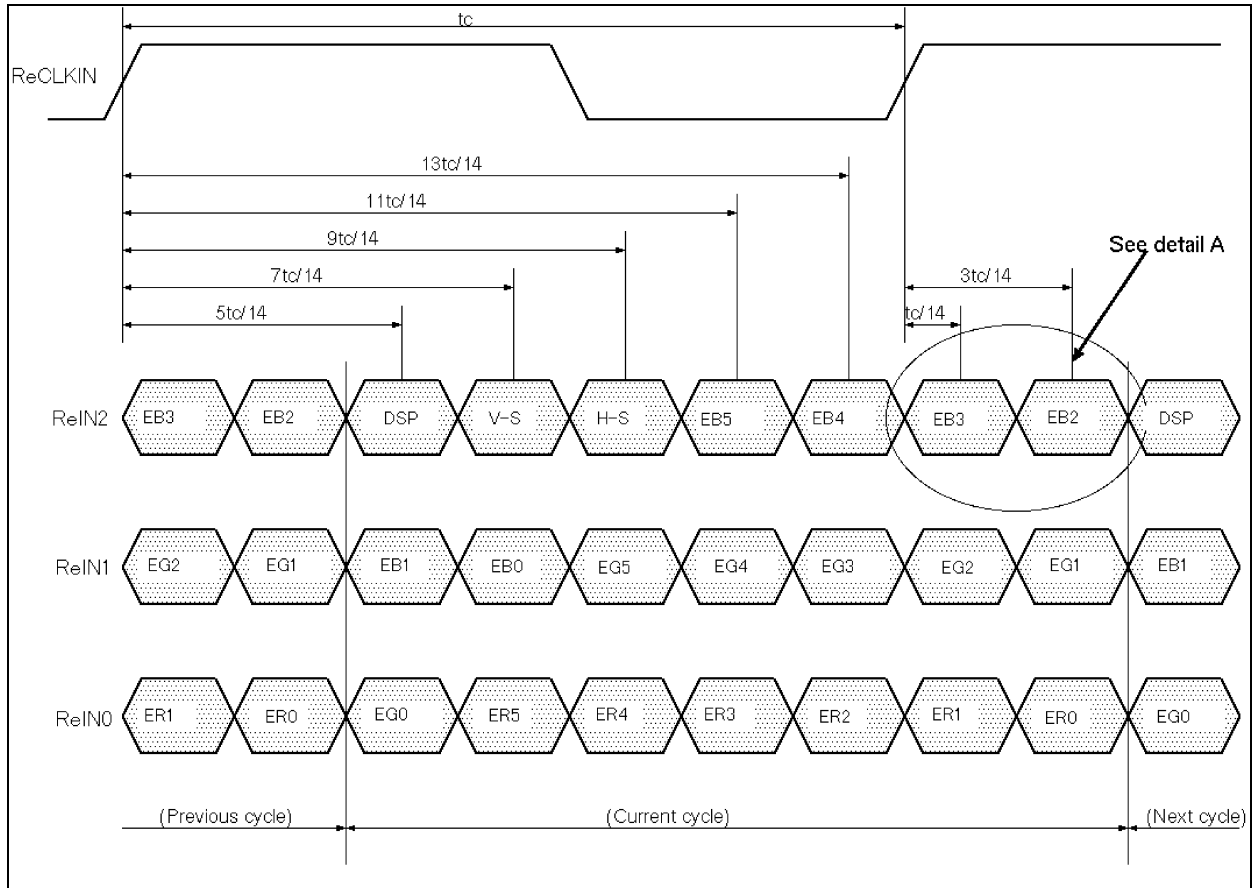 tc
ReCLKIN
13tc/14
11tc/14
9tc/14
See detail A
7tc/14
3tc/14
5tc/14
tc/14
ReIN2 EB3 EB2 DSP V-S H-S EB5 EB4 EB3 EB2 DSP
ReIN1 EG2 EG1 EB1 EB0 EG5 EG4 EG3 EG2 EG1 EB1
ReIN0 ER1 ER0 EG0 ER5 ER4 ER3 ER2 ER1 ER0 EG0
(Previous cycle) (Current cycle) (Next cycle)